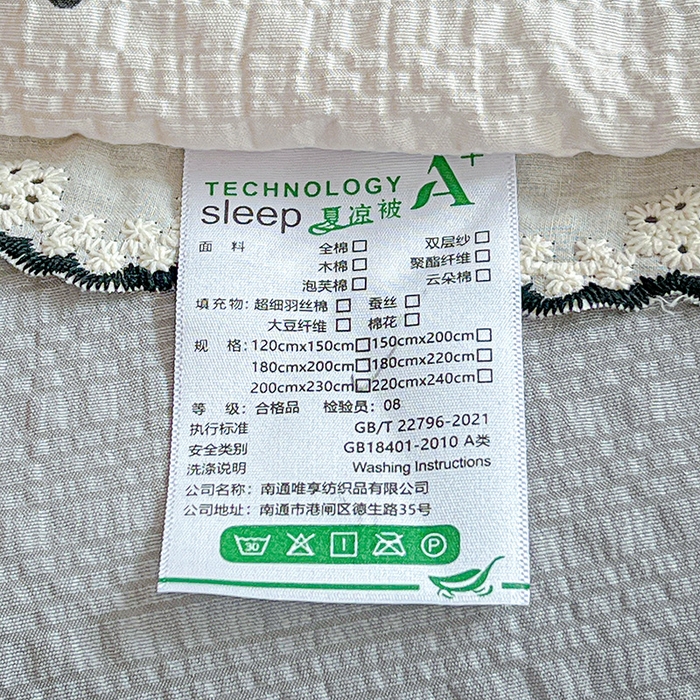 TECHNOLOGY A+
sleep 夏凉被
面 料 全棉□ 双层纱□
木棉□ 聚酯纤维□
泡芙棉□ 云朵棉□
填充物: 超细羽丝棉□ 蚕丝□
大豆纤维□ 棉花□
规 格: 120cmx150cm□ 150cmx200cm□
180cmx200cm□ 180cmx220cm□
200cmx230cm□ 220cmx240cm□
等 级: 合格品 检验员: 08
执行标准 GB/T 22796-2021
安全类别 GB18401-2010 A类
洗涤说明 Washing Instructions
公司名称: 南通唯享纺织品有限公司
公司地址: 南通市港闸区德生路35号
30 P